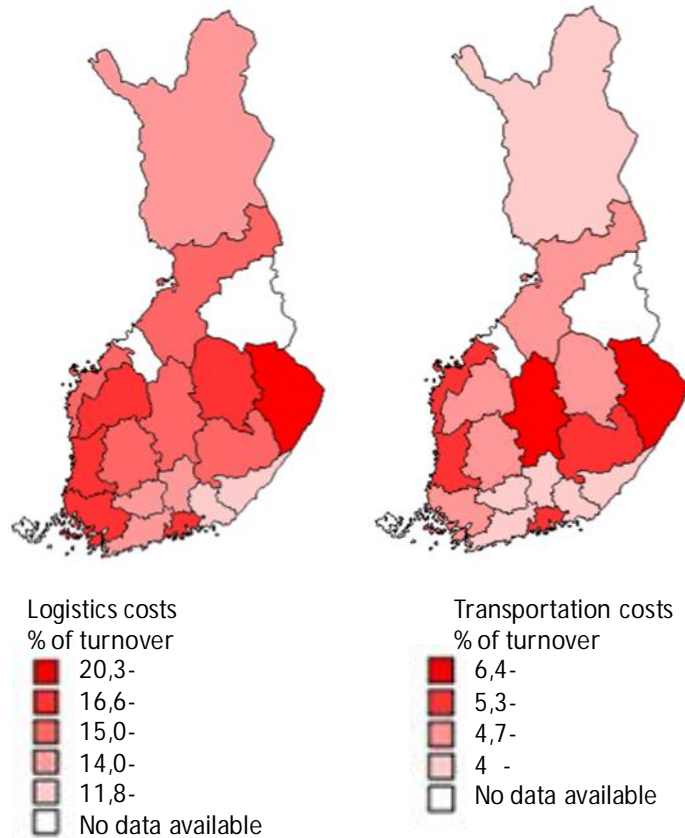 Logistics costs
% of turnover
20,3-
16,6-
15,0-
14,0-
11,8-
No data available
Transportation costs
% of turnover
6,4-
5,3-
4,7-
4 -
No data available